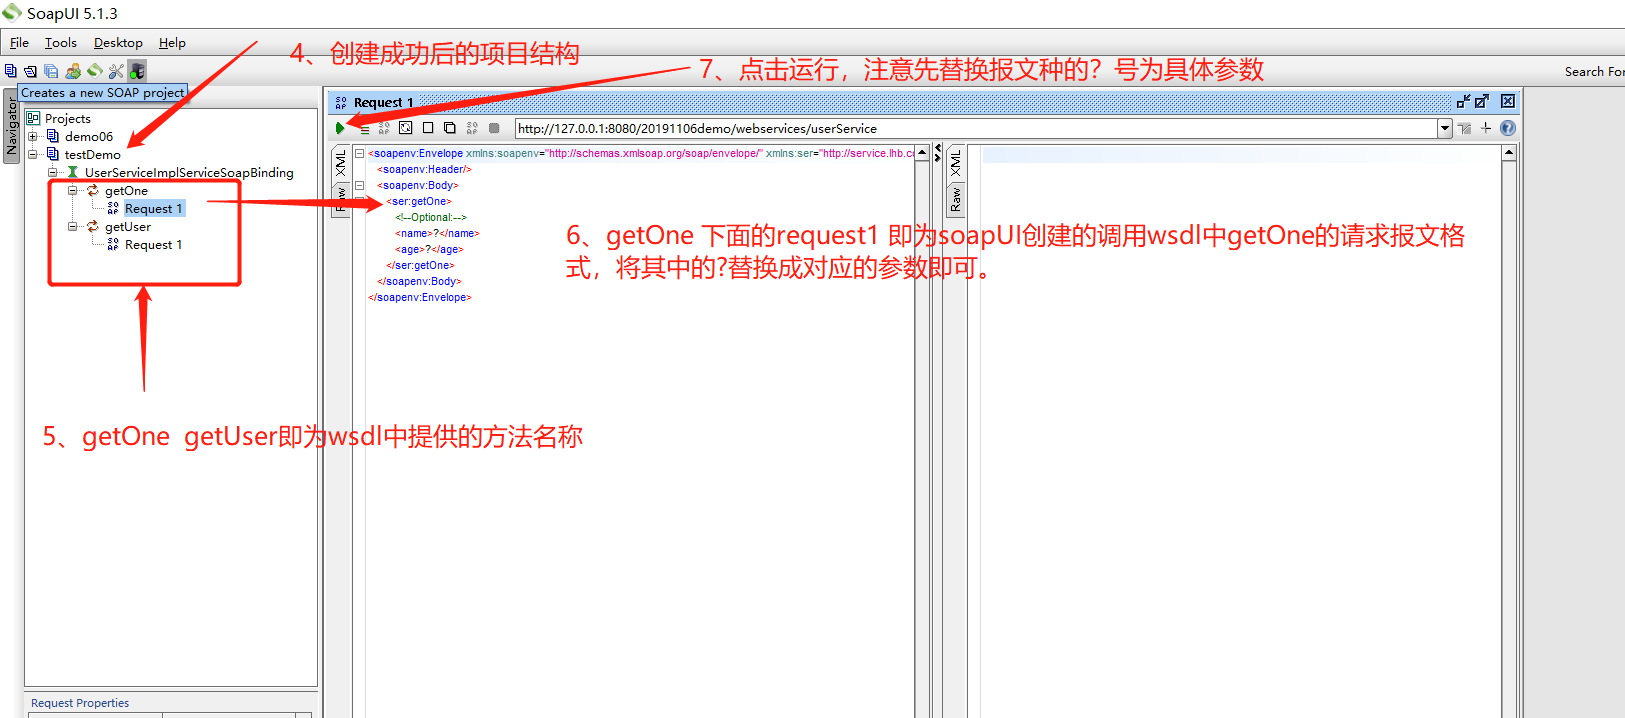 SoapUI 5.1.3
File Tools Desktop Help
4、创建成功后的项目结构
7、点击运行，注意先替换报文种的？号为具体参数
Search For
Creates a new SOAP project
Navigator
Projects
demo06
testDemo
UserServiceImplServiceSoapBinding
getOne
Request 1
getUser
Request 1
Request 1
http://127.0.0.1:8080/20191106demo/webservices/userService
XML
Raw
<soapenv:Envelope xmlns:soapenv="http://schemas.xmlsoap.org/soap/envelope/" xmlns:ser="http://service.lhb.co
<soapenv:Header/>
<soapenv:Body>
<ser:getOne>
<!--Optional:-->
<name>?</name>
<age>?</age>
</ser:getOne>
</soapenv:Body>
</soapenv:Envelope>
XML
Raw
6、getOne 下面的request1 即为soapUI创建的调用wsdl中getOne的请求报文格
式，将其中的?替换成对应的参数即可。
5、getOne getUser即为wsdl中提供的方法名称
Request Properties